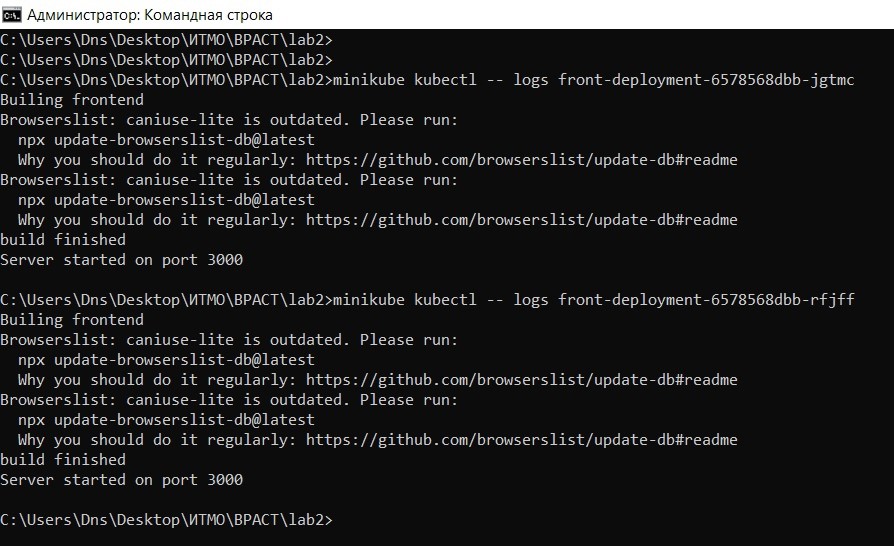 Администратор: Командная строка
C:\Users\Dns\Desktop\ИТМО\ВРАСТ\lab2>
C:\Users\Dns\Desktop\ИТМО\ВРАСТ\lab2>
C:\Users\Dns\Desktop\ИТМО\ВРАСТ\lab2>minikube kubectl -- logs front-deployment-6578568dbb-jgtmc
Builing frontend
Browserslist: caniuse-lite is outdated. Please run:
  npx update-browserslist-db@latest
  Why you should do it regularly: https://github.com/browserslist/update-db#readme
Browserslist: caniuse-lite is outdated. Please run:
  npx update-browserslist-db@latest
  Why you should do it regularly: https://github.com/browserslist/update-db#readme
build finished
Server started on port 3000
C:\Users\Dns\Desktop\ИТМО\ВРАСТ\lab2>minikube kubectl -- logs front-deployment-6578568dbb-rfjff
Builing frontend
Browserslist: caniuse-lite is outdated. Please run:
  npx update-browserslist-db@latest
  Why you should do it regularly: https://github.com/browserslist/update-db#readme
Browserslist: caniuse-lite is outdated. Please run:
  npx update-browserslist-db@latest
  Why you should do it regularly: https://github.com/browserslist/update-db#readme
build finished
Server started on port 3000
C:\Users\Dns\Desktop\ИТМО\ВРАСТ\lab2>